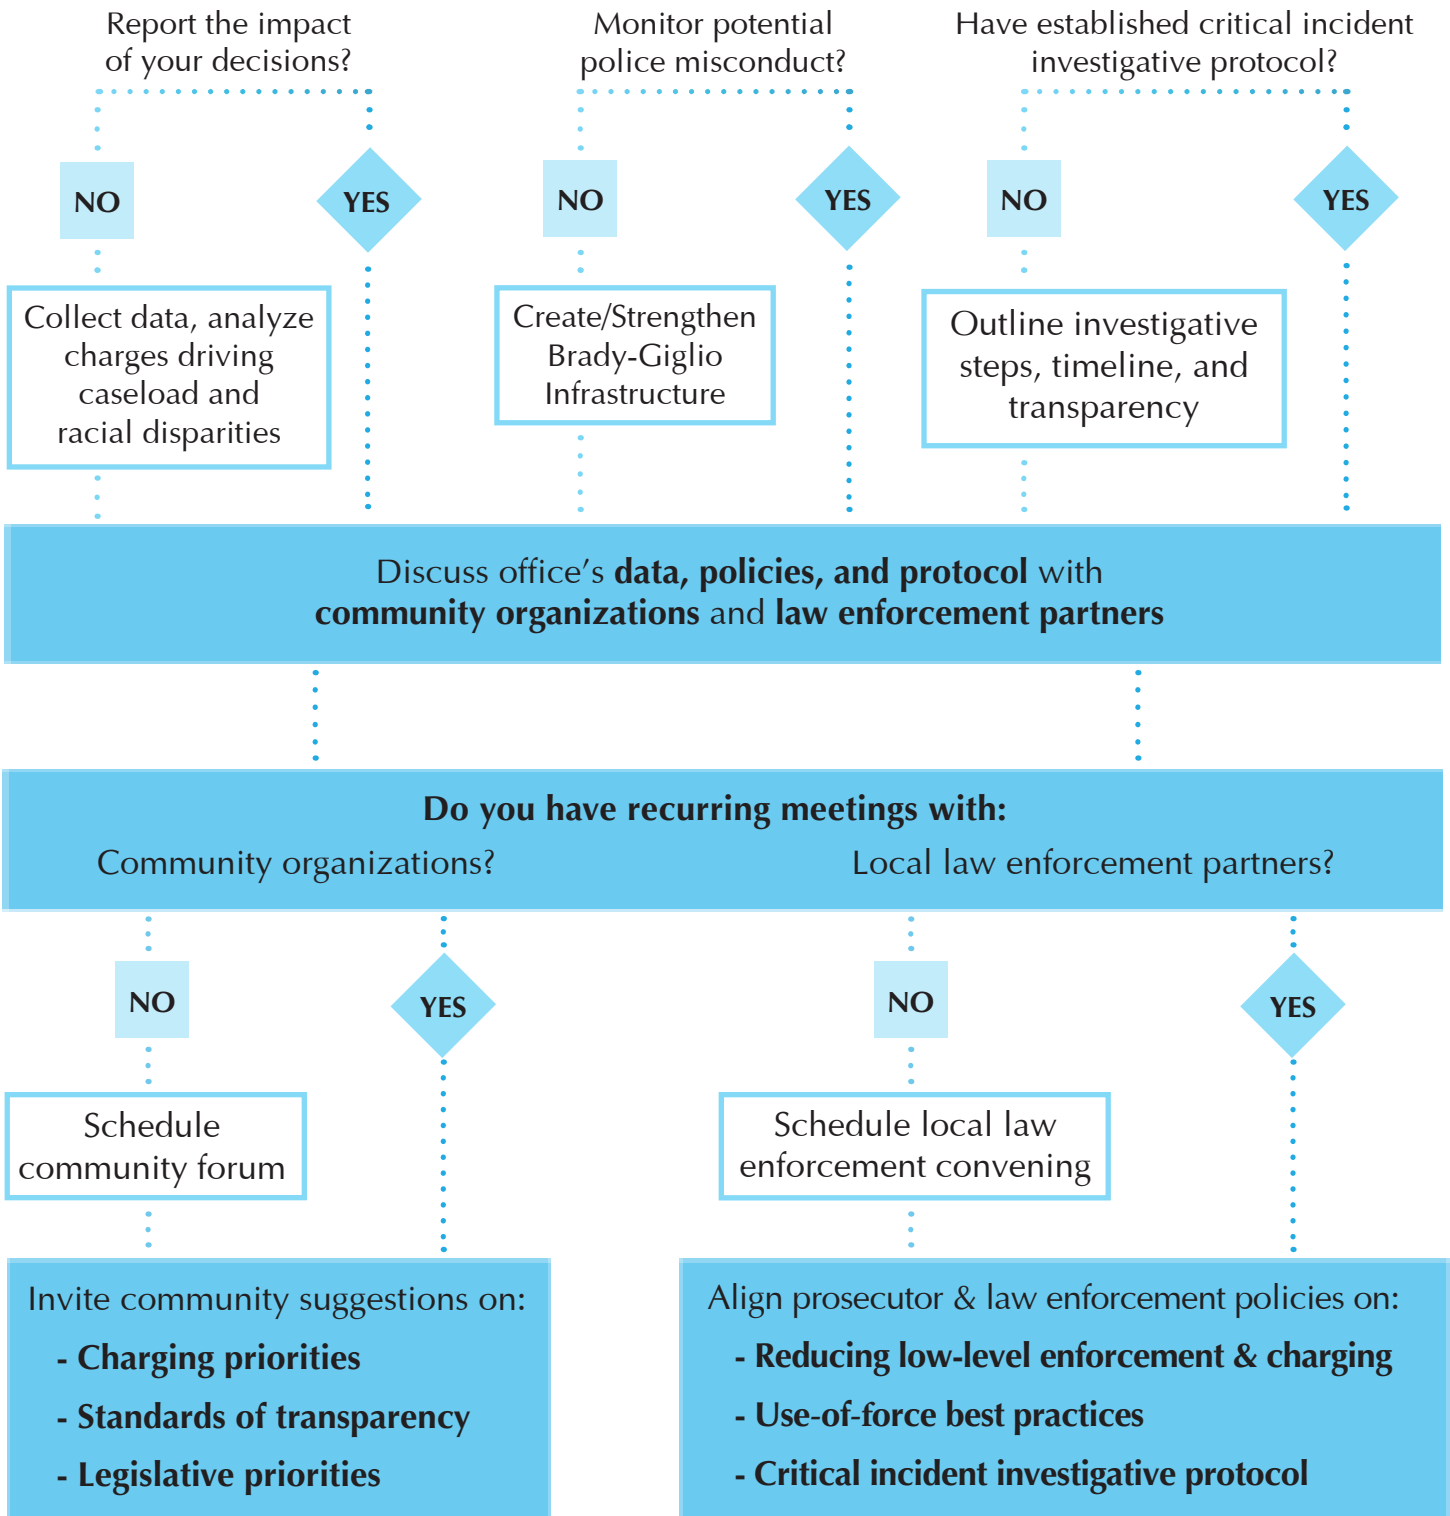 Report the impact
of your decisions?
Monitor potential
police misconduct?
Have established critical incident
investigative protocol?
NO
YES
NO
YES
NO
YES
Collect data, analyze
charges driving
caseload and
racial disparities
Create/Strengthen
Brady-Giglio
Infrastructure
Outline investigative
steps, timeline, and
transparency
Discuss office’s data, policies, and protocol with
community organizations and law enforcement partners
Do you have recurring meetings with:
Community organizations?
Local law enforcement partners?
NO
YES
NO
YES
Schedule
community forum
Schedule local law
enforcement convening
Invite community suggestions on:
- Charging priorities
- Standards of transparency
- Legislative priorities
Align prosecutor & law enforcement policies on:
- Reducing low-level enforcement & charging
- Use-of-force best practices
- Critical incident investigative protocol